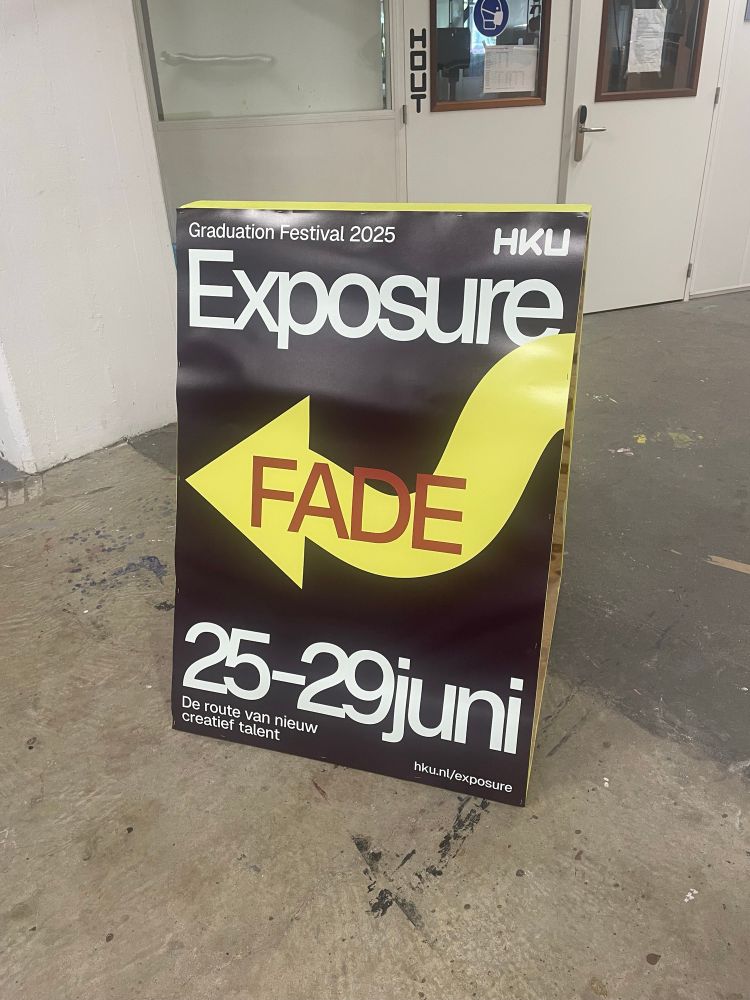 HOUT
Graduation Festival 2025
HKU
Exposure
FADE
25–29juni
De route van nieuw
creatief talent
hku.nl/exposure